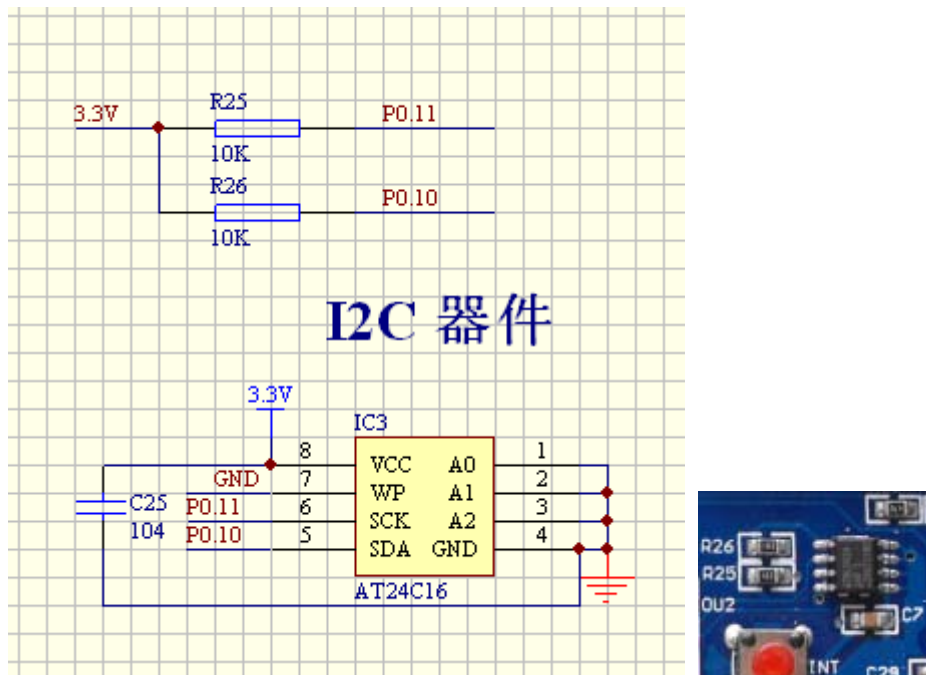 R25
3.3V P0.11
10K
R26
P0.10
10K
I2C 器件
3.3V
IC3
8 VCC A0 1
GND 7 WP A1 2
C25 P0.11 6 SCK A2 3
104 P0.10 5 SDA GND 4
AT24C16
R26
R25
OU2
C7
INT
C29